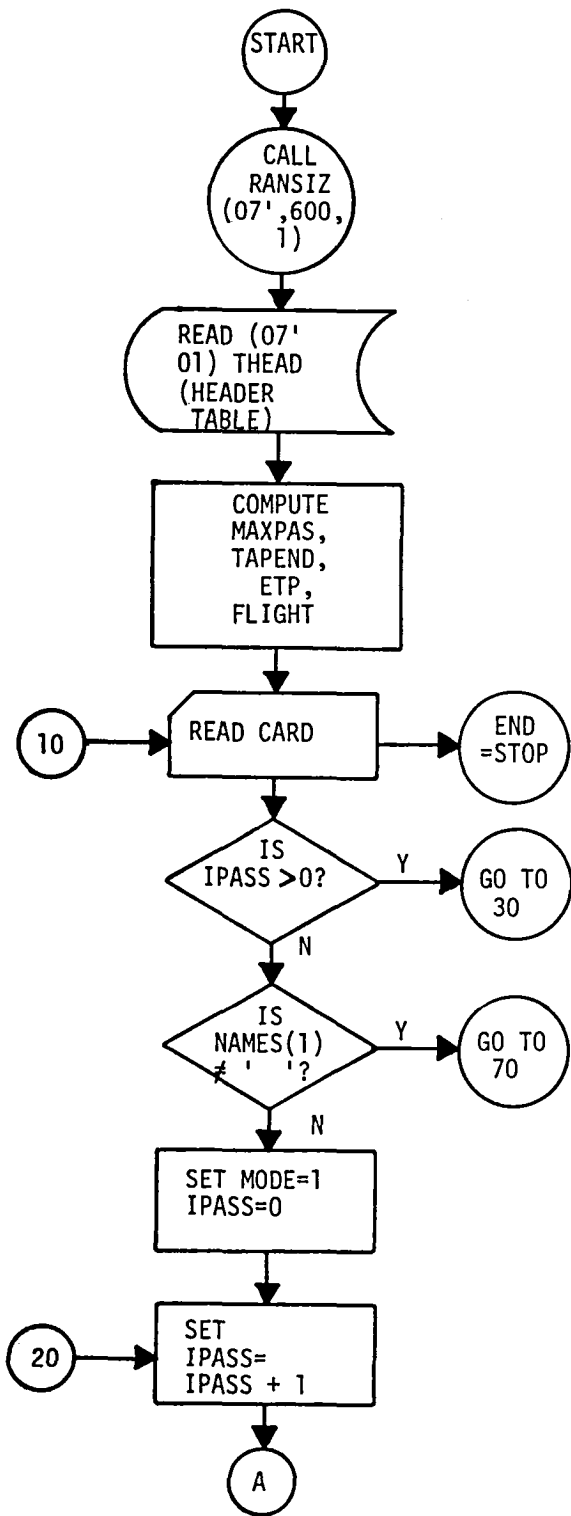 START
CALL
RANSIZ
(07',600,
1)
READ (07'
01) THEAD
(HEADER
TABLE)
COMPUTE
MAXPAS,
TAPEND,
ETP,
FLIGHT
10
READ CARD
END
=STOP
IS
IPASS >0?
Y
GO TO
30
N
IS
NAMES(1)
≠ '  '?
Y
GO TO
70
N
SET MODE=1
IPASS=0
20
SET
IPASS=
IPASS + 1
A